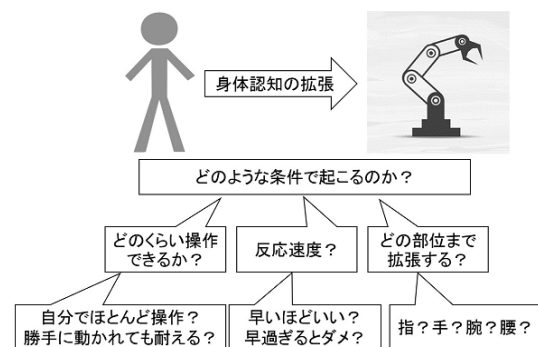 身体認知の拡張
どのような条件で起こるのか？
どのくらい操作
できるか？
反応速度？
どの部位まで
拡張する？
自分でほとんど操作？
勝手に動かれても耐える？
早いほどいい？
早過ぎるとダメ？
指？手？腕？腰？